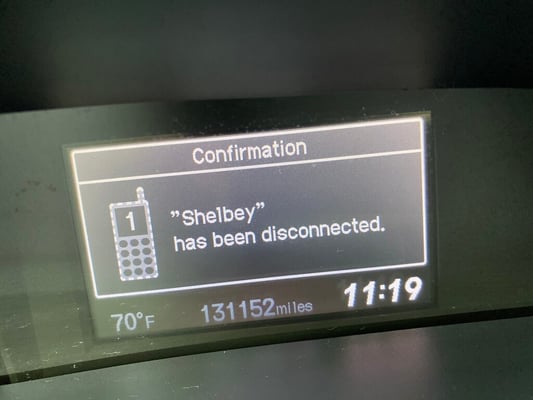 Confirmation
1
"Shelbey"
has been disconnected.
70°F 131152miles 11:19